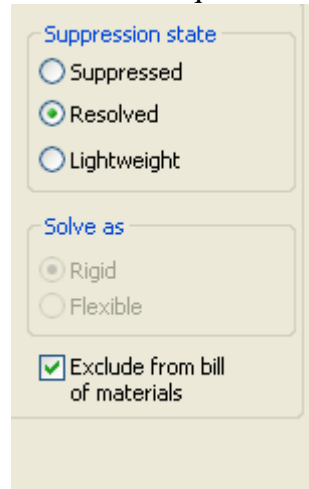 Suppression state
Suppressed
Resolved
Lightweight
Solve as
Rigid
Flexible
Exclude from bill
of materials